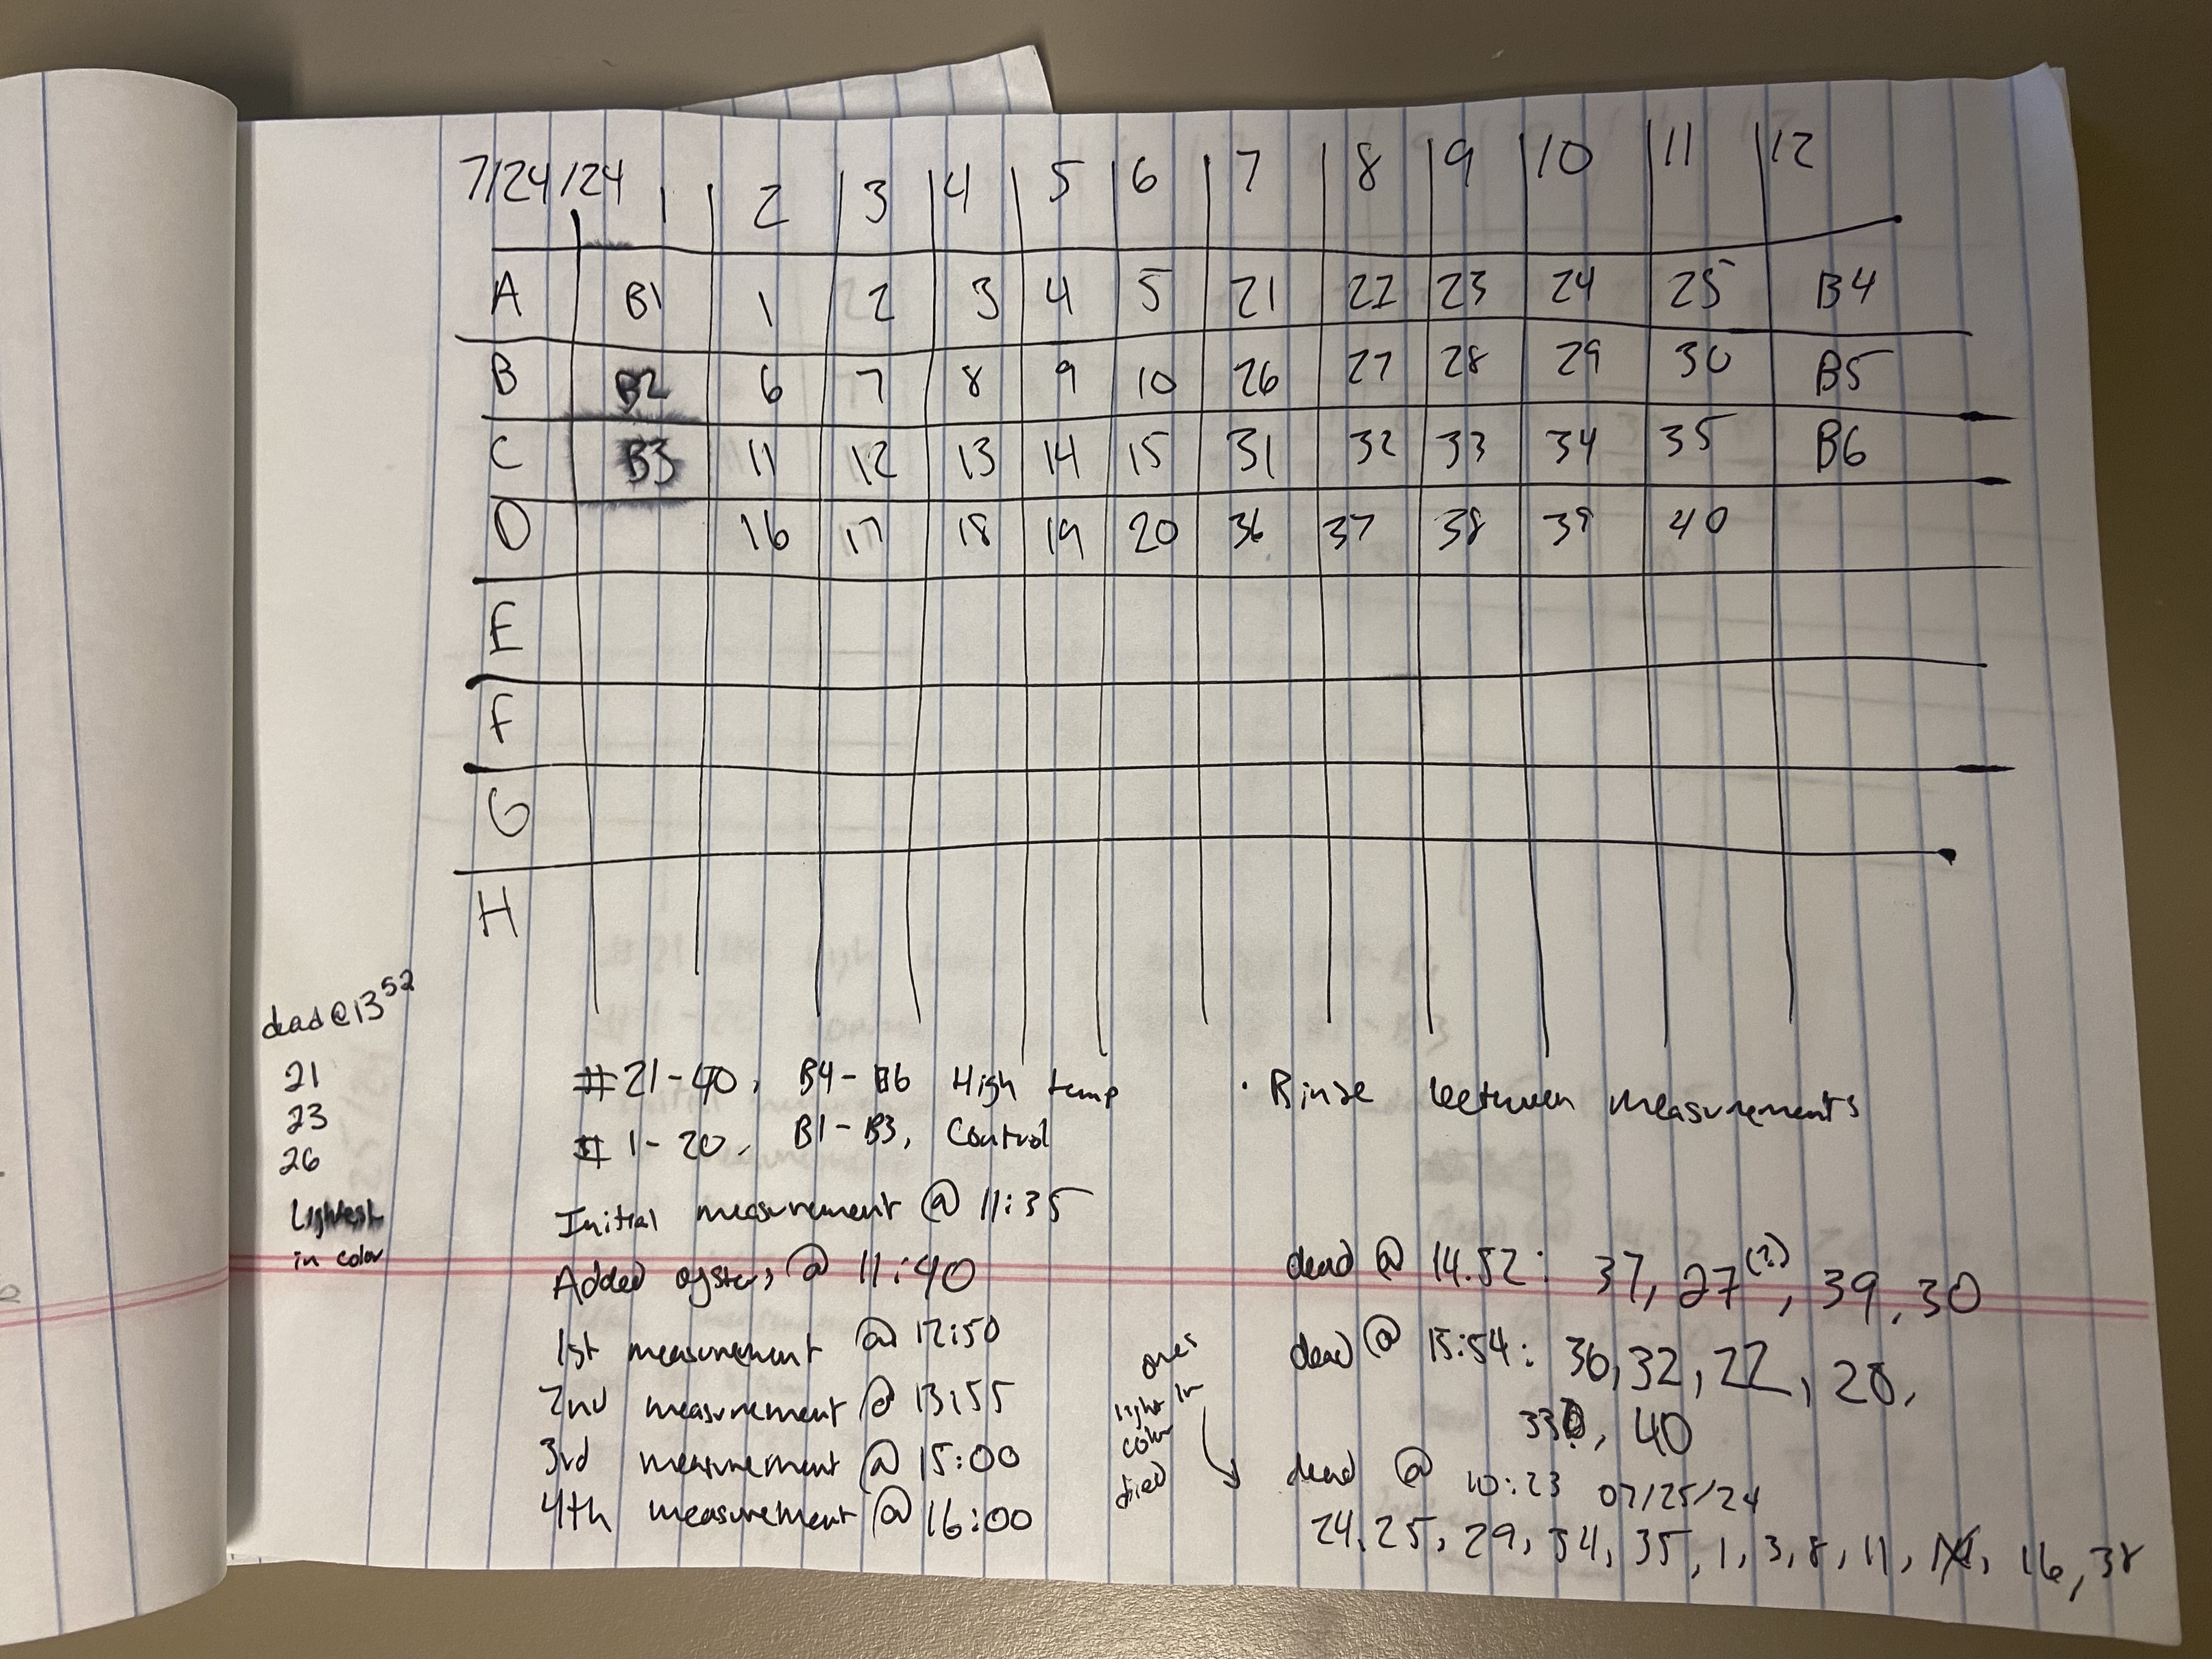 7/24/24 1 2 3 4 5 6 7 8 9 10 11 12
A B1 1 2 3 4 5 21 22 23 24 25 B4
B B2 6 7 8 9 10 26 27 28 29 30 B5
C B3 11 12 13 14 15 31 32 33 34 35 B6
D 16 17 18 19 20 36 37 38 39 40
E
F
G
H
dead @ 13 52
21
23
26
Lightest
in color
#21-40, B4-B6 High temp
# 1-20, B1-B3, Control
Initial measurement @ 11:35
Added oysters @ 11:40
1st measurement @ 12:50
2nd measurement @ 13:55
3rd measurement @ 15:00
4th measurement @ 16:00
• Rinse between measurements
dead @ 14.52: 37, 27(?), 39, 30
dead @ 15:54: 36, 32, 22, 28,
33, 40
ones
light in
color
died
dead @ 10:23 07/25/24
24, 25, 29, 34, 35, 1, 3, 8, 11, 16, 38